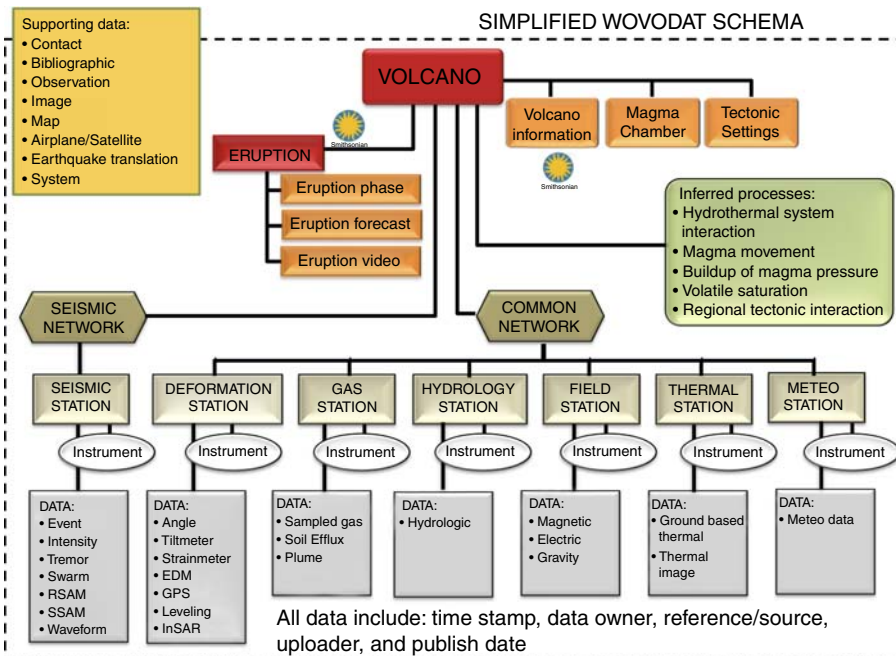 SIMPLIFIED WOVODAT SCHEMA
Supporting data:
• Contact
• Bibliographic
• Observation
• Image
• Map
• Airplane/Satellite
• Earthquake translation
• System
VOLCANO
Volcano
information
Magma
Chamber
Tectonic
Settings
Smithsonian
Smithsonian
ERUPTION
Eruption phase
Eruption forecast
Eruption video
Inferred processes:
• Hydrothermal system
interaction
• Magma movement
• Buildup of magma pressure
• Volatile saturation
• Regional tectonic interaction
SEISMIC
NETWORK
COMMON
NETWORK
SEISMIC
STATION
DEFORMATION
STATION
GAS
STATION
HYDROLOGY
STATION
FIELD
STATION
THERMAL
STATION
METEO
STATION
Instrument
Instrument
Instrument
Instrument
Instrument
Instrument
Instrument
DATA:
• Event
• Intensity
• Tremor
• Swarm
• RSAM
• SSAM
• Waveform
DATA:
• Angle
• Tiltmeter
• Strainmeter
• EDM
• GPS
• Leveling
• InSAR
DATA:
• Sampled gas
• Soil Efflux
• Plume
DATA:
• Hydrologic
DATA:
• Magnetic
• Electric
• Gravity
DATA:
• Ground based
thermal
• Thermal
image
DATA:
• Meteo data
All data include: time stamp, data owner, reference/source,
uploader, and publish date